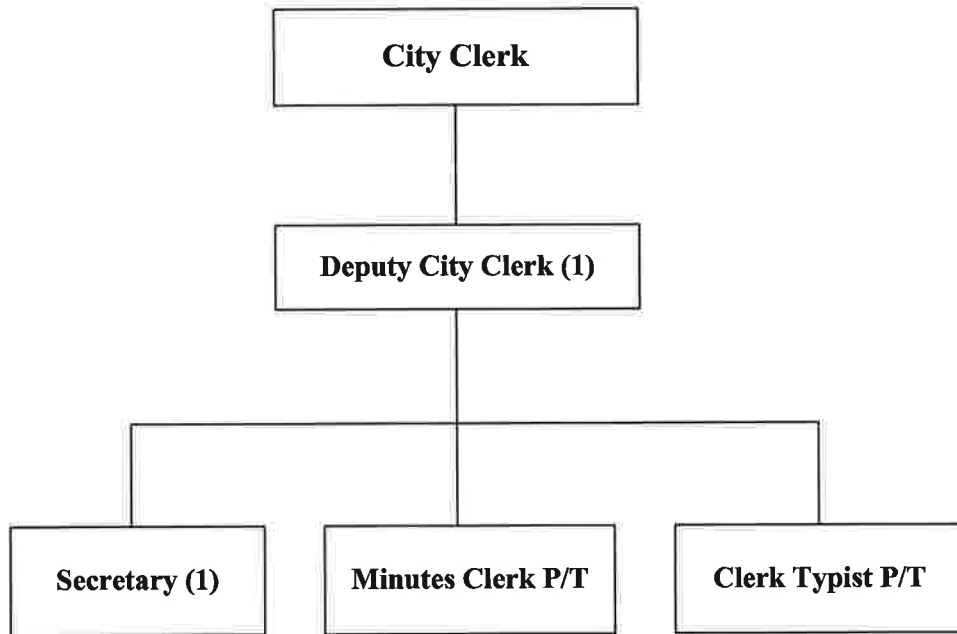 City Clerk
Deputy City Clerk (1)
Secretary (1)
Minutes Clerk P/T
Clerk Typist P/T